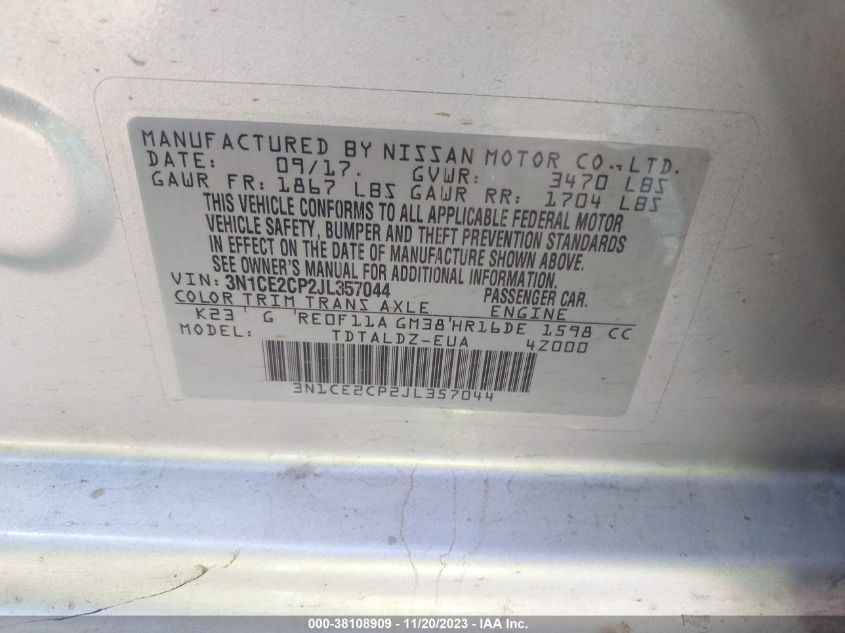 MANUFACTURED BY NISSAN MOTOR CO., LTD.
DATE: 09/17. GVWR: 3470 LBS
GAWR FR: 1867 LBS GAWR RR: 1704 LBS
THIS VEHICLE CONFORMS TO ALL APPLICABLE FEDERAL MOTOR
VEHICLE SAFETY, BUMPER AND THEFT PREVENTION STANDARDS
IN EFFECT ON THE DATE OF MANUFACTURE SHOWN ABOVE.
SEE OWNER'S MANUAL FOR ADDITIONAL INFORMATION.
VIN: 3N1CE2CP2JL357044 PASSENGER CAR.
COLOR TRIM TRANS AXLE ENGINE
K23 ' G 'RE0F11A GM38'HR16DE 1598 CC
MODEL: TDTALDZ-EUA 4Z000
3N1CE2CP2JL357044
000-38108909 - 11/20/2023 - IAA Inc.